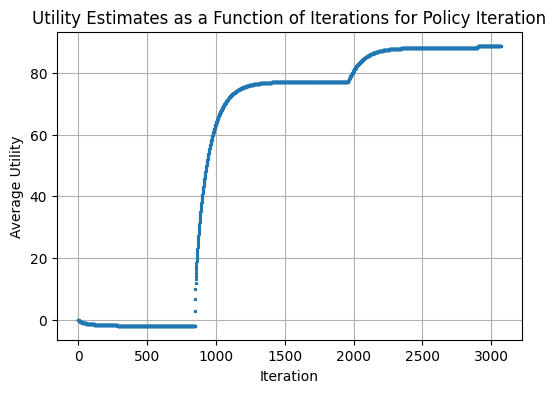 Utility Estimates as a Function of Iterations for Policy Iteration
Average Utility
80
60
40
20
0
0 500 1000 1500 2000 2500 3000
Iteration